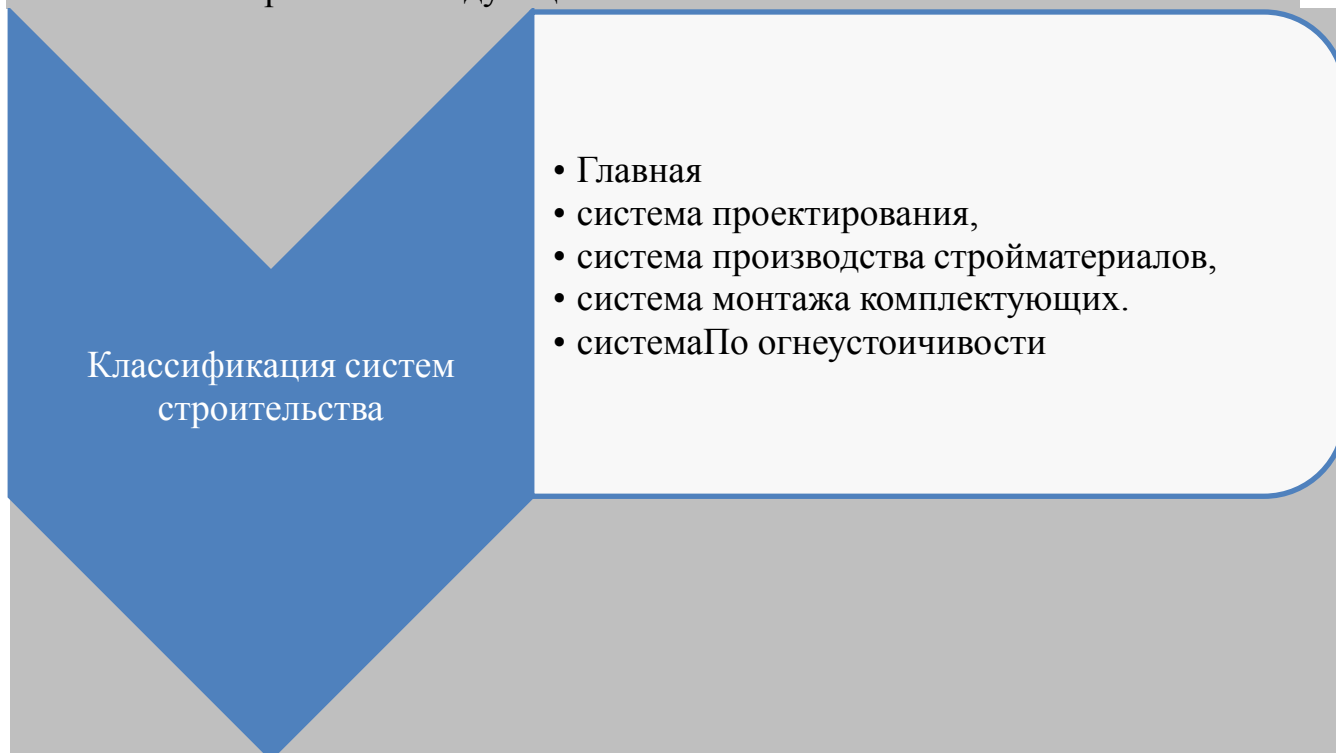 Классификация систем
строительства
• Главная
• система проектирования,
• система производства стройматериалов,
• система монтажа комплектующих.
• системаПо огнеустоичивости